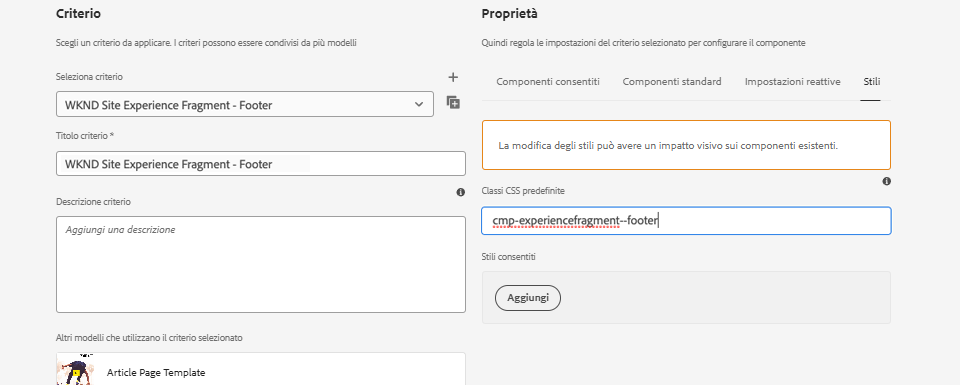 Criterio
Scegli un criterio da applicare. I criteri possono essere condivisi da più modelli
Seleziona criterio
WKND Site Experience Fragment - Footer
Titolo criterio *
WKND Site Experience Fragment - Footer
Descrizione criterio
Aggiungi una descrizione
Altri modelli che utilizzano il criterio selezionato
Article Page Template
Proprietà
Quindi regola le impostazioni del criterio selezionato per configurare il componente
Componenti consentiti Componenti standard Impostazioni reattive Stili
La modifica degli stili può avere un impatto visivo sui componenti esistenti.
Classi CSS predefinite
cmp-experiencefragment--footer
Stili consentiti
Aggiungi